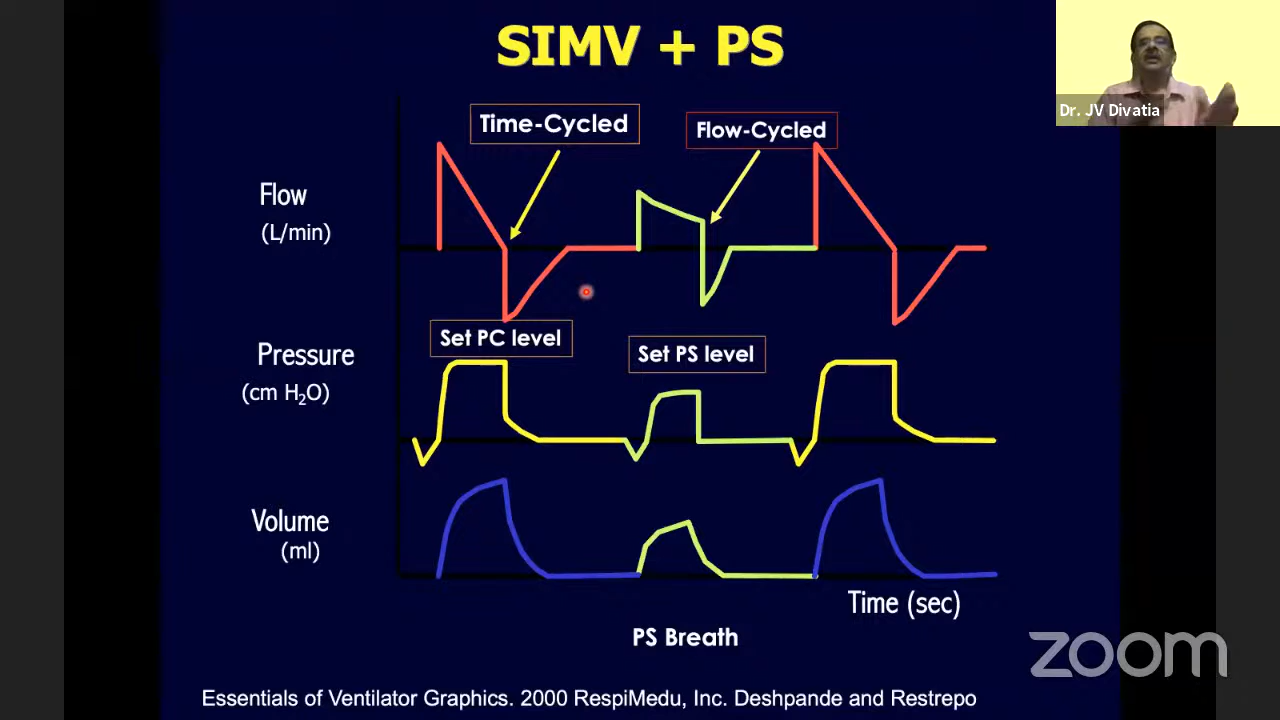 SIMV + PS
Dr. JV Divatia
Time-Cycled
Flow-Cycled
Flow
(L/min)
Set PC level
Set PS level
Pressure
(cm H₂O)
Volume
(ml)
Time (sec)
PS Breath
zoom
Essentials of Ventilator Graphics. 2000 RespiMedu, Inc. Deshpande and Restrepo